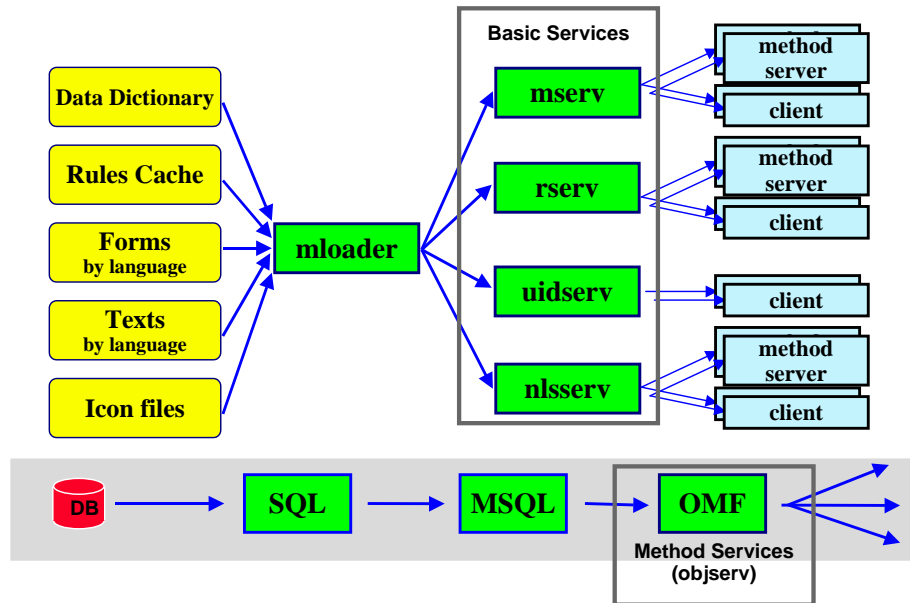 Basic Services
Data Dictionary
Rules Cache
Forms
by language
Texts
by language
Icon files
mloader
mserv
rserv
uidserv
nlsserv
method
server
client
method
server
client
client
method
server
client
DB
SQL
MSQL
OMF
Method Services
(objserv)